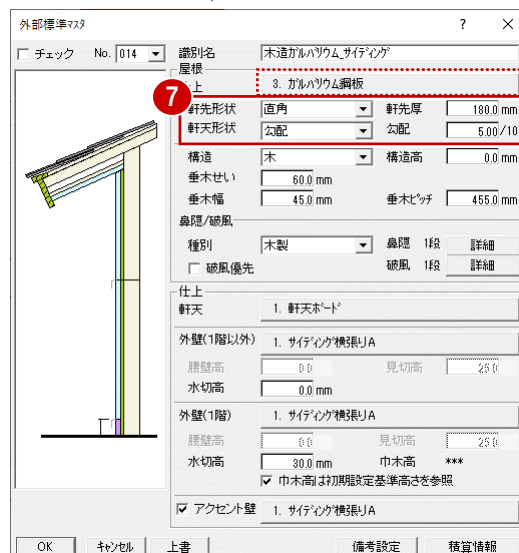 外部標準マスタ ? ×
チェック No. 014 識別名 木造ガルバリウム_サイディング
屋根
上 3. ガルバリウム鋼板
7
軒先形状 直角 軒先厚 180.0 mm
軒天形状 勾配 勾配 5.00 /10
構造 木 構造高 0.0 mm
垂木せい 60.0 mm
垂木幅 45.0 mm 垂木ピッチ 455.0 mm
鼻隠/破風
種別 木製 鼻隠 1段 詳細
破風優先 破風 1段 詳細
仕上
軒天 1. 軒天ボード
外壁(1階以外) 1. サイディング横張りA
腰壁高 0.0 見切高 25.0
水切高 0.0 mm
外壁(1階) 1. サイディング横張りA
腰壁高 0.0 見切高 25.0
水切高 30.0 mm 巾木高 ***
巾木高は初期設定基準高さを参照
アクセント壁 1. サイディング横張りA
OK キャンセル 上書 備考設定 積算情報